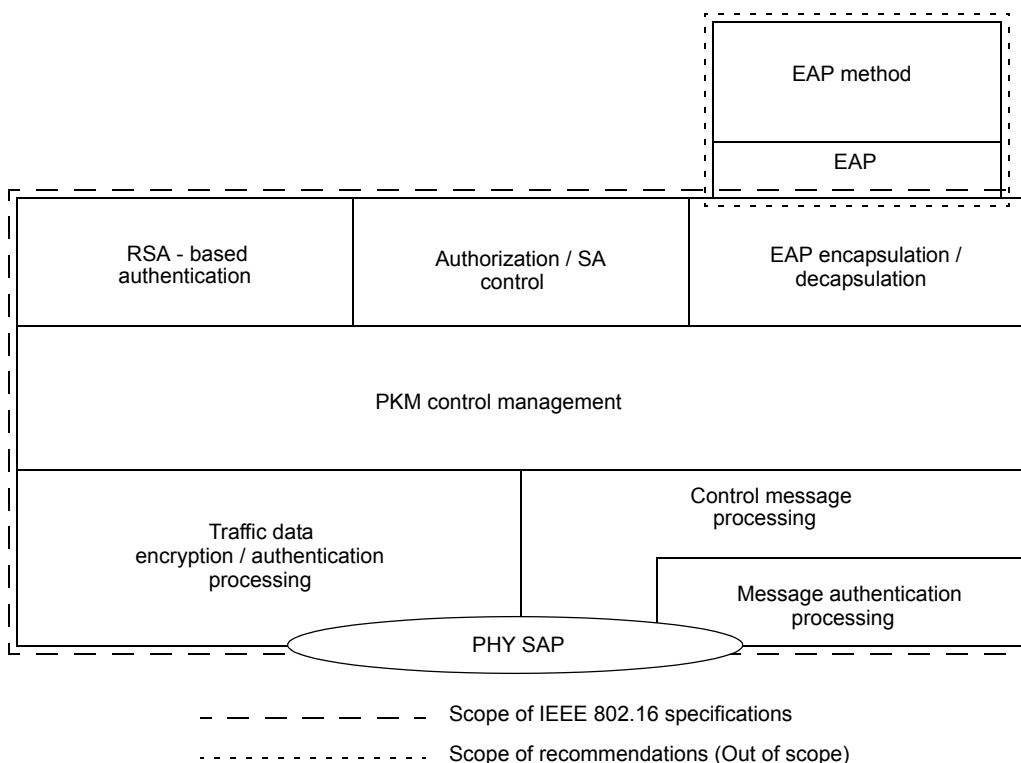 EAP method
EAP
RSA - based
authentication
Authorization / SA
control
EAP encapsulation /
decapsulation
PKM control management
Traffic data
encryption / authentication
processing
Control message
processing
Message authentication
processing
PHY SAP
Scope of IEEE 802.16 specifications
Scope of recommendations (Out of scope)